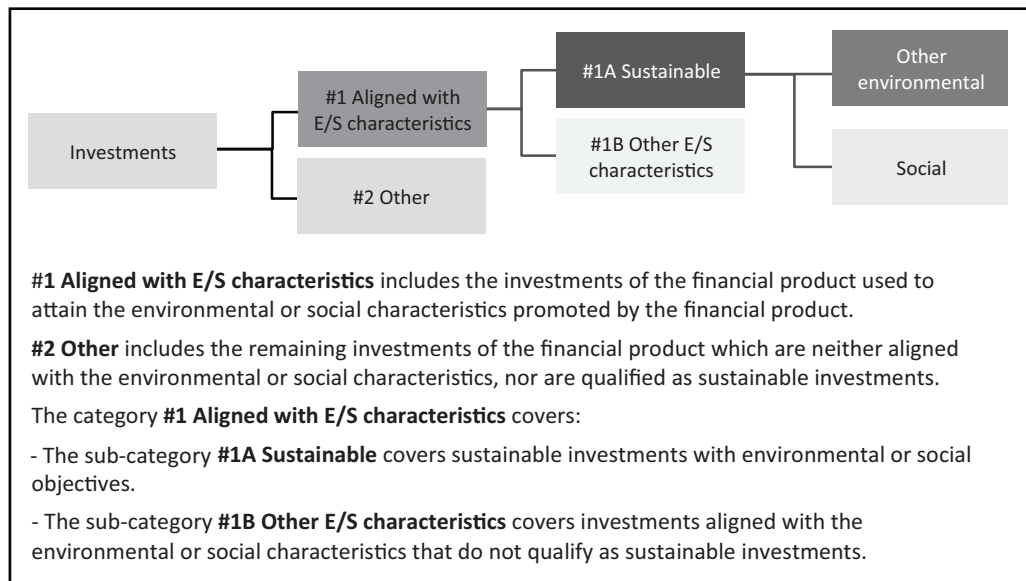 Investments
#1 Aligned with
E/S characteristics
#2 Other
#1A Sustainable
#1B Other E/S
characteristics
Other
environmental
Social
#1 Aligned with E/S characteristics includes the investments of the financial product used to
attain the environmental or social characteristics promoted by the financial product.
#2 Other includes the remaining investments of the financial product which are neither aligned
with the environmental or social characteristics, nor are qualified as sustainable investments.
The category #1 Aligned with E/S characteristics covers:
- The sub-category #1A Sustainable covers sustainable investments with environmental or social
objectives.
- The sub-category #1B Other E/S characteristics covers investments aligned with the
environmental or social characteristics that do not qualify as sustainable investments.